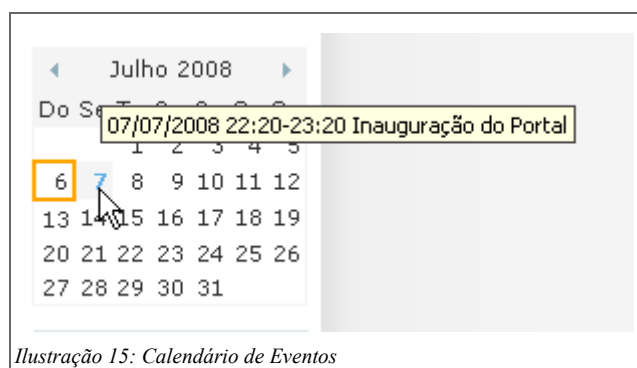 Julho 2008
Do Se
07/07/2008 22:20-23:20 Inauguração do Portal
1 2 3 4 5
6 7 8 9 10 11 12
13 14 15 16 17 18 19
20 21 22 23 24 25 26
27 28 29 30 31
Ilustração 15: Calendário de Eventos